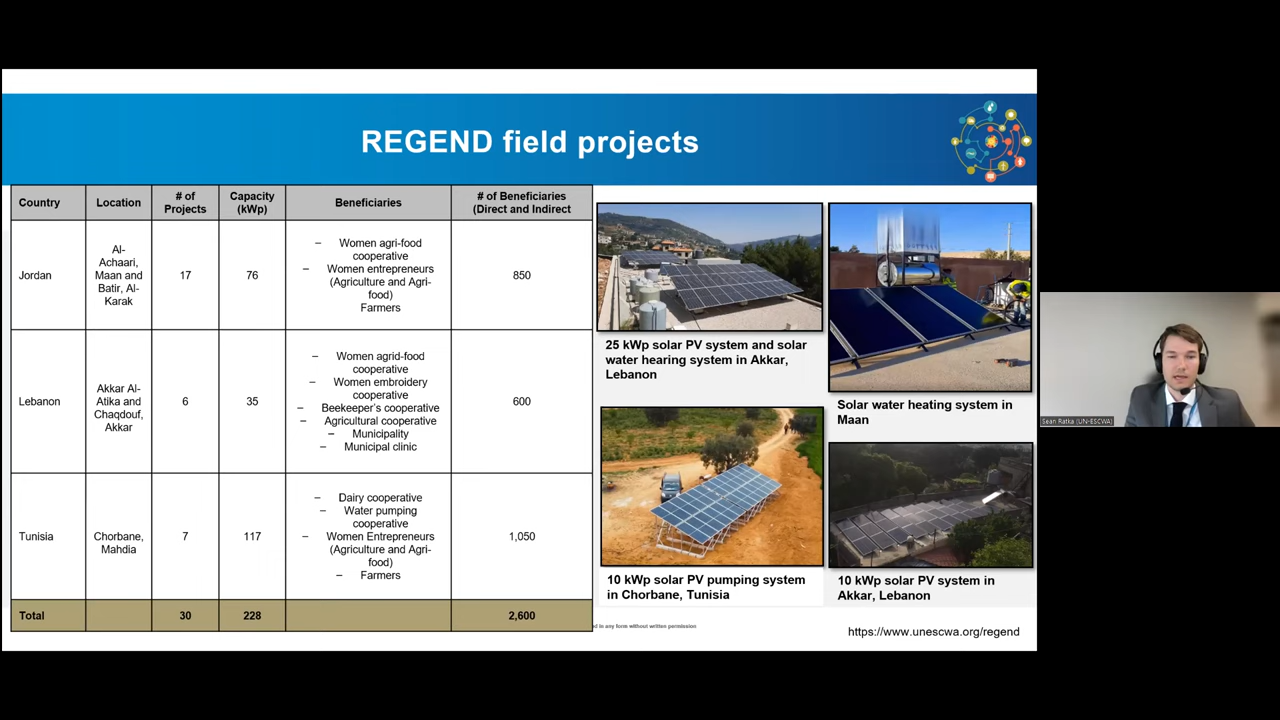 REGEND field projects
Country
Location
# of
Projects
Capacity
(kWp)
Beneficiaries
# of Beneficiaries
(Direct and Indirect
Jordan
Al-
Achaari,
Maan and
Batir, Al-
Karak
17
76
– Women agri-food
cooperative
– Women entrepreneurs
(Agriculture and Agri-
food)
Farmers
850
Lebanon
Akkar Al-
Atika and
Chaqdouf,
Akkar
6
35
– Women agrid-food
cooperative
– Women embroidery
cooperative
– Beekeeper's cooperative
– Agricultural cooperative
– Municipality
– Municipal clinic
600
Tunisia
Chorbane,
Mahdia
7
117
– Dairy cooperative
– Water pumping
cooperative
– Women Entrepreneurs
(Agriculture and Agri-
food)
– Farmers
1,050
Total
30
228
2,600
25 kWp solar PV system and solar
water hearing system in Akkar,
Lebanon
Solar water heating system in
Maan
10 kWp solar PV pumping system
in Chorbane, Tunisia
10 kWp solar PV system in
Akkar, Lebanon
in any form without written permission
https://www.unescwa.org/regend
Sean Ratka (UN-ESCWA)